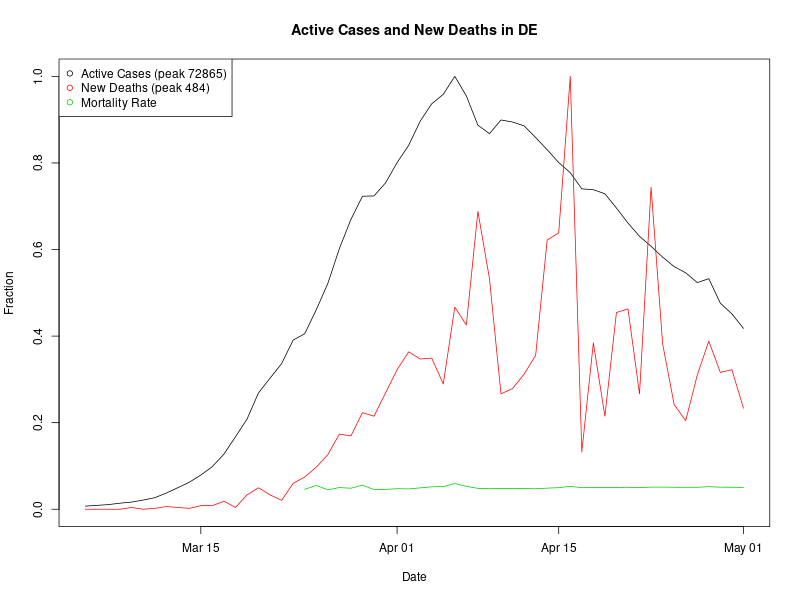 Active Cases and New Deaths in DE
Active Cases (peak 72865)
New Deaths (peak 484)
Mortality Rate
1.0
0.8
0.6
0.4
0.2
0.0
Fraction
Mar 15
Apr 01
Apr 15
May 01
Date